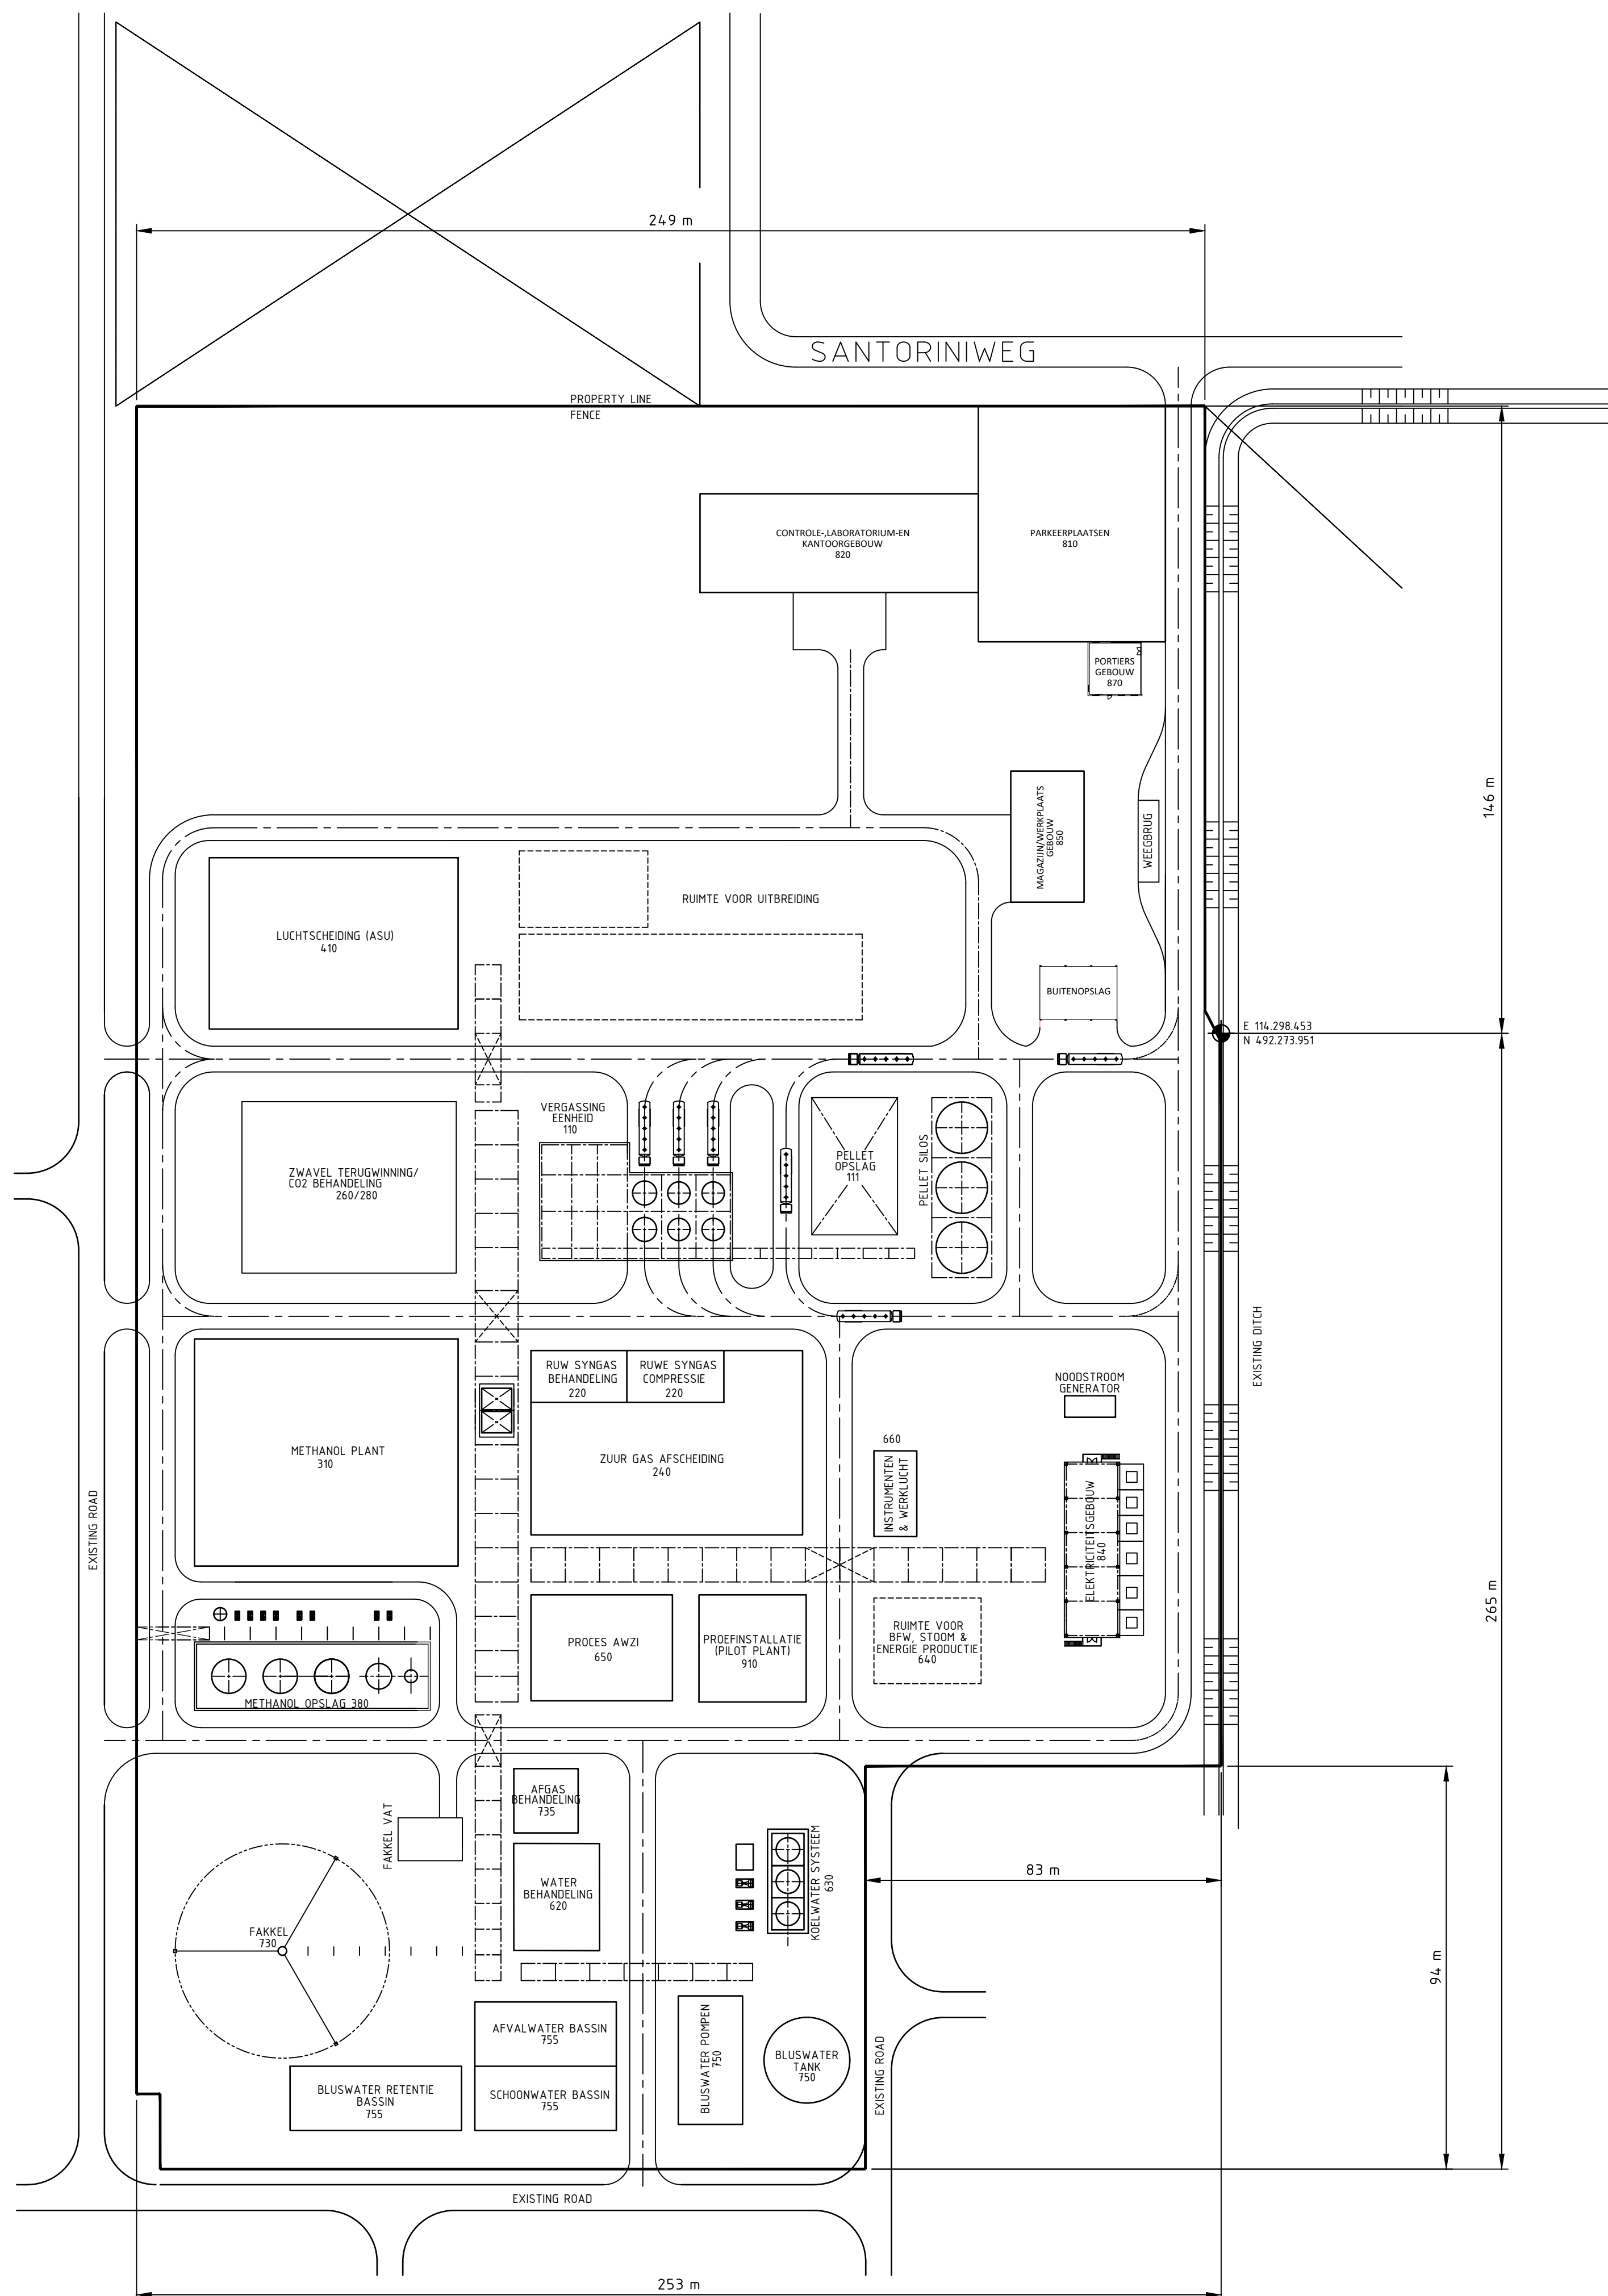 249 m
SANTORINIWEG
PROPERTY LINE
FENCE
CONTROLE-,LABORATORIUM-EN
KANTOORGEBOUW
820
PARKEERPLAATSEN
810
PORTIERS
GEBOUW
870
146 m
MAGAZIJN/WERKPLAATS
GEBOUW
850
WEEGBRUG
RUIMTE VOOR UITBREIDING
LUCHTSCHEIDING (ASU)
410
BUITENOPSLAG
E 114.298.453
N 492.273.951
VERGASSING
EENHEID
110
ZWAVEL TERUGWINNING/
CO2 BEHANDELING
260/280
PELLET
OPSLAG
111
PELLET SILOS
EXISTING DITCH
RUW SYNGAS
BEHANDELING
220
RUWE SYNGAS
COMPRESSIE
220
NOODSTROOM
GENERATOR
METHANOL PLANT
310
ZUUR GAS AFSCHEIDING
240
660
INSTRUMENTEN
& WERKLUCHT
ELEKTRICITEITSGEBOUW
840
EXISTING ROAD
265 m
PROCES AWZI
650
PROEFINSTALLATIE
(PILOT PLANT)
910
RUIMTE VOOR
BFW, STOOM &
ENERGIE PRODUCTIE
640
METHANOL OPSLAG 380
AFGAS
BEHANDELING
735
FAKKEL VAT
WATER
BEHANDELING
620
KOELWATER SYSTEEM
630
83 m
FAKKEL
730
94 m
AFVALWATER BASSIN
755
BLUSWATER POMPEN
750
BLUSWATER
TANK
750
EXISTING ROAD
BLUSWATER RETENTIE
BASSIN
755
SCHOONWATER BASSIN
755
EXISTING ROAD
253 m